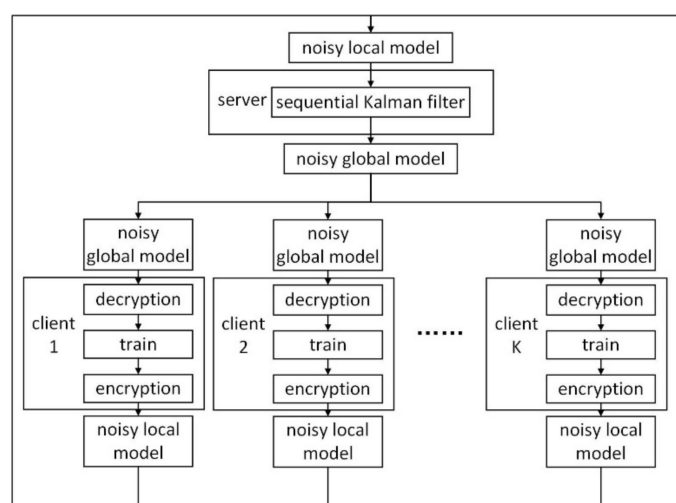 noisy local model
server
sequential Kalman filter
noisy global model
noisy
global model
client
1
decryption
train
encryption
noisy local
model
noisy
global model
client
2
decryption
train
encryption
noisy local
model
......
noisy
global model
client
K
decryption
train
encryption
noisy local
model